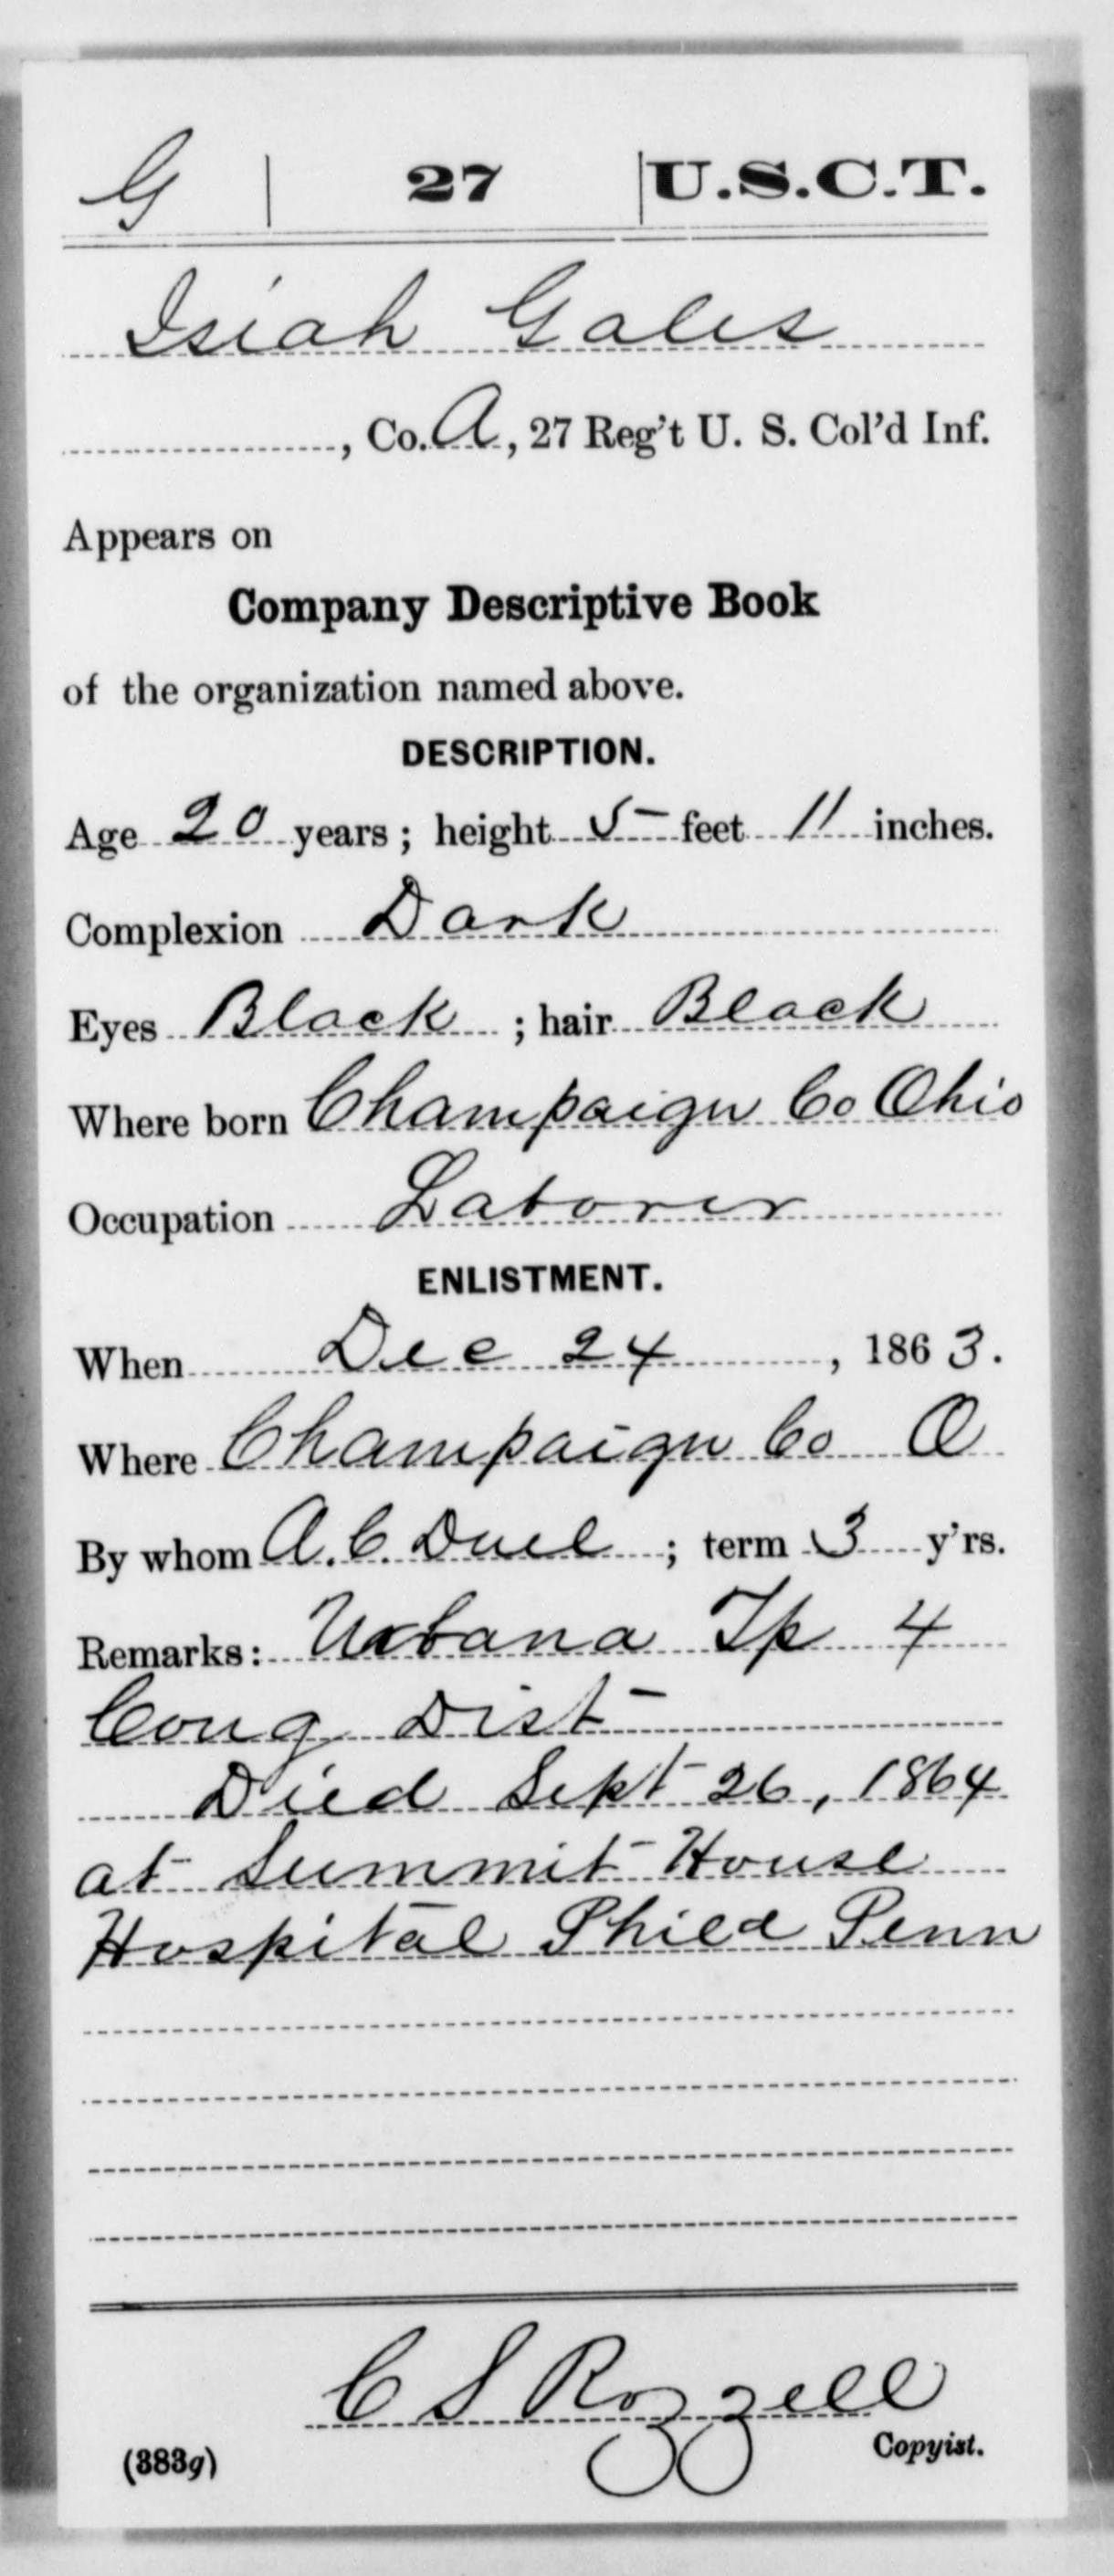 G | 27 | U.S.C.T.
Isiah Gales
, Co. A, 27 Reg't U. S. Col'd Inf.
Appears on
Company Descriptive Book
of the organization named above.
DESCRIPTION.
Age 20 years; height 5 feet 11 inches.
Complexion Dark
Eyes Black; hair Black
Where born Champaign Co Ohio
Occupation Laborer
ENLISTMENT.
When Dec 24, 1863.
Where Champaign Co O
By whom A. C. Duel; term 3 y'rs.
Remarks: Urbana Tp 4
Cong Dist
Died Sept 26, 1864
at Summit House
Hospital Philed Penn
C S Rozzell
(383g) Copyist.